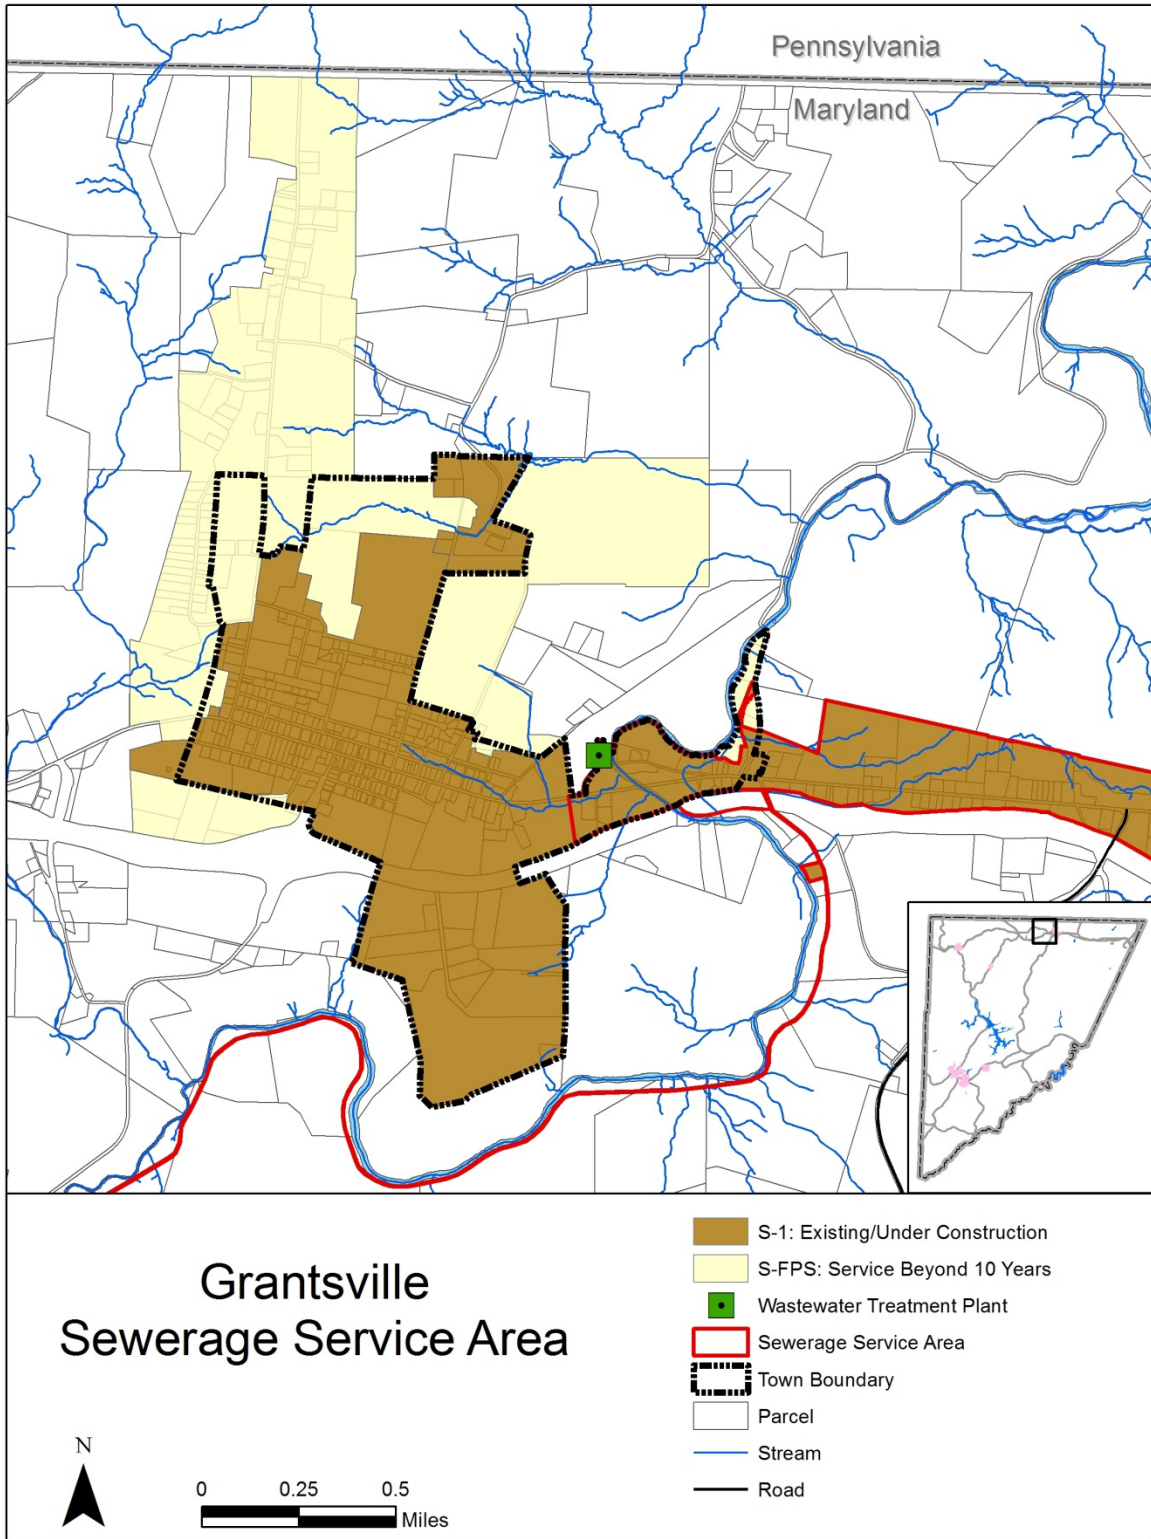 Pennsylvania
Maryland
Grantsville
Sewerage Service Area
N
0 0.25 0.5
Miles
S-1: Existing/Under Construction
S-FPS: Service Beyond 10 Years
Wastewater Treatment Plant
Sewerage Service Area
Town Boundary
Parcel
Stream
Road